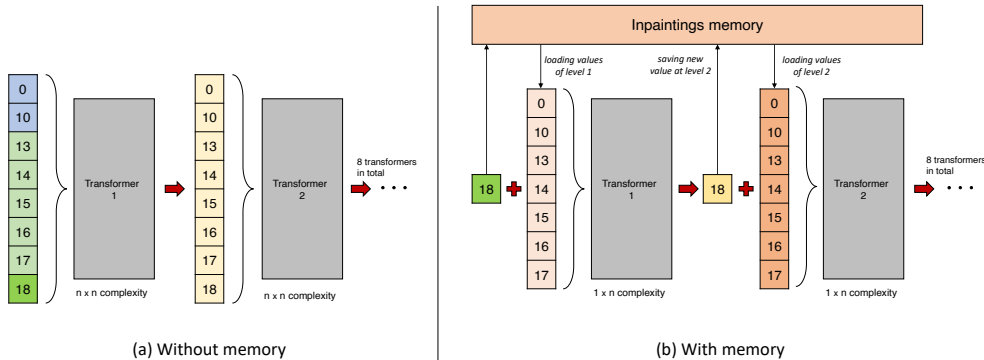 0
10
13
14
15
16
17
18
Transformer
1
n x n complexity
0
10
13
14
15
16
17
18
Transformer
2
n x n complexity
8 transformers
in total
(a) Without memory
Inpaintings memory
loading values
of level 1
saving new
value at level 2
loading values
of level 2
18
0
10
13
14
15
16
17
Transformer
1
1 x n complexity
18
0
10
13
14
15
16
17
Transformer
2
1 x n complexity
8 transformers
in total
(b) With memory